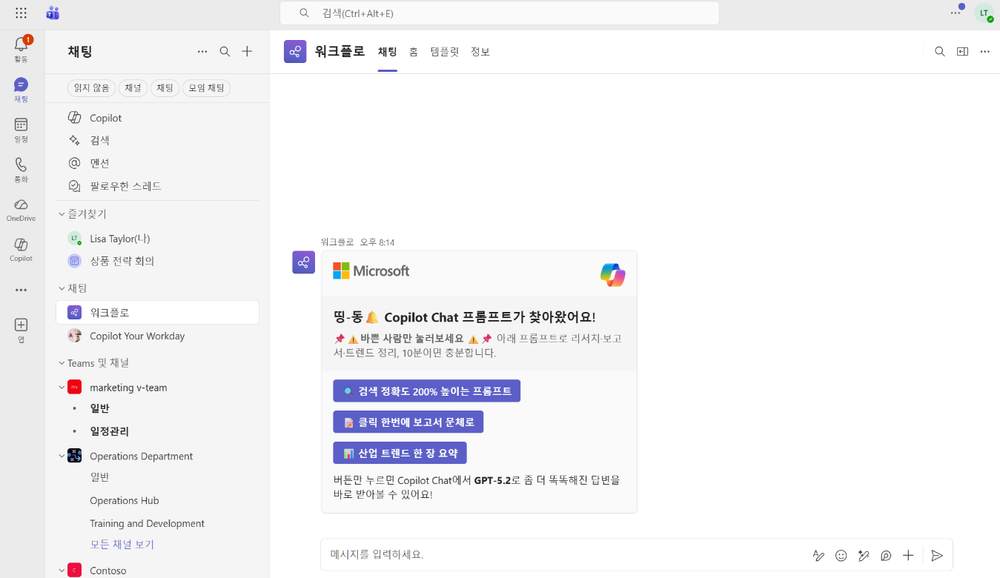 검색(Ctrl+Alt+E)
LT
1
활동
채팅
일정
통화
OneDrive
Copilot
앱
채팅
읽지 않음 채널 채팅 모임 채팅
Copilot
검색
멘션
팔로우한 스레드
즐겨찾기
LT Lisa Taylor(나)
상품 전략 회의
채팅
워크플로
Copilot Your Workday
Teams 및 채널
mv marketing v-team
일반
일정관리
Operations Department
일반
Operations Hub
Training and Development
모든 채널 보기
C Contoso
워크플로 채팅 홈 템플릿 정보
워크플로 오후 8:14
Microsoft
띵-동🔔 Copilot Chat 프롬프트가 찾아왔어요!
📌⚠️바쁜 사람만 눌러보세요 ⚠️📌 아래 프롬프트로 리서치·보고
서·트렌드 정리, 10분이면 충분합니다.
🔍 검색 정확도 200% 높이는 프롬프트
📝 클릭 한번에 보고서 문체로
📊 산업 트렌드 한 장 요약
버튼만 누르면 Copilot Chat에서 GPT-5.2로 좀 더 똑똑해진 답변을
바로 받아볼 수 있어요!
메시지를 입력하세요.